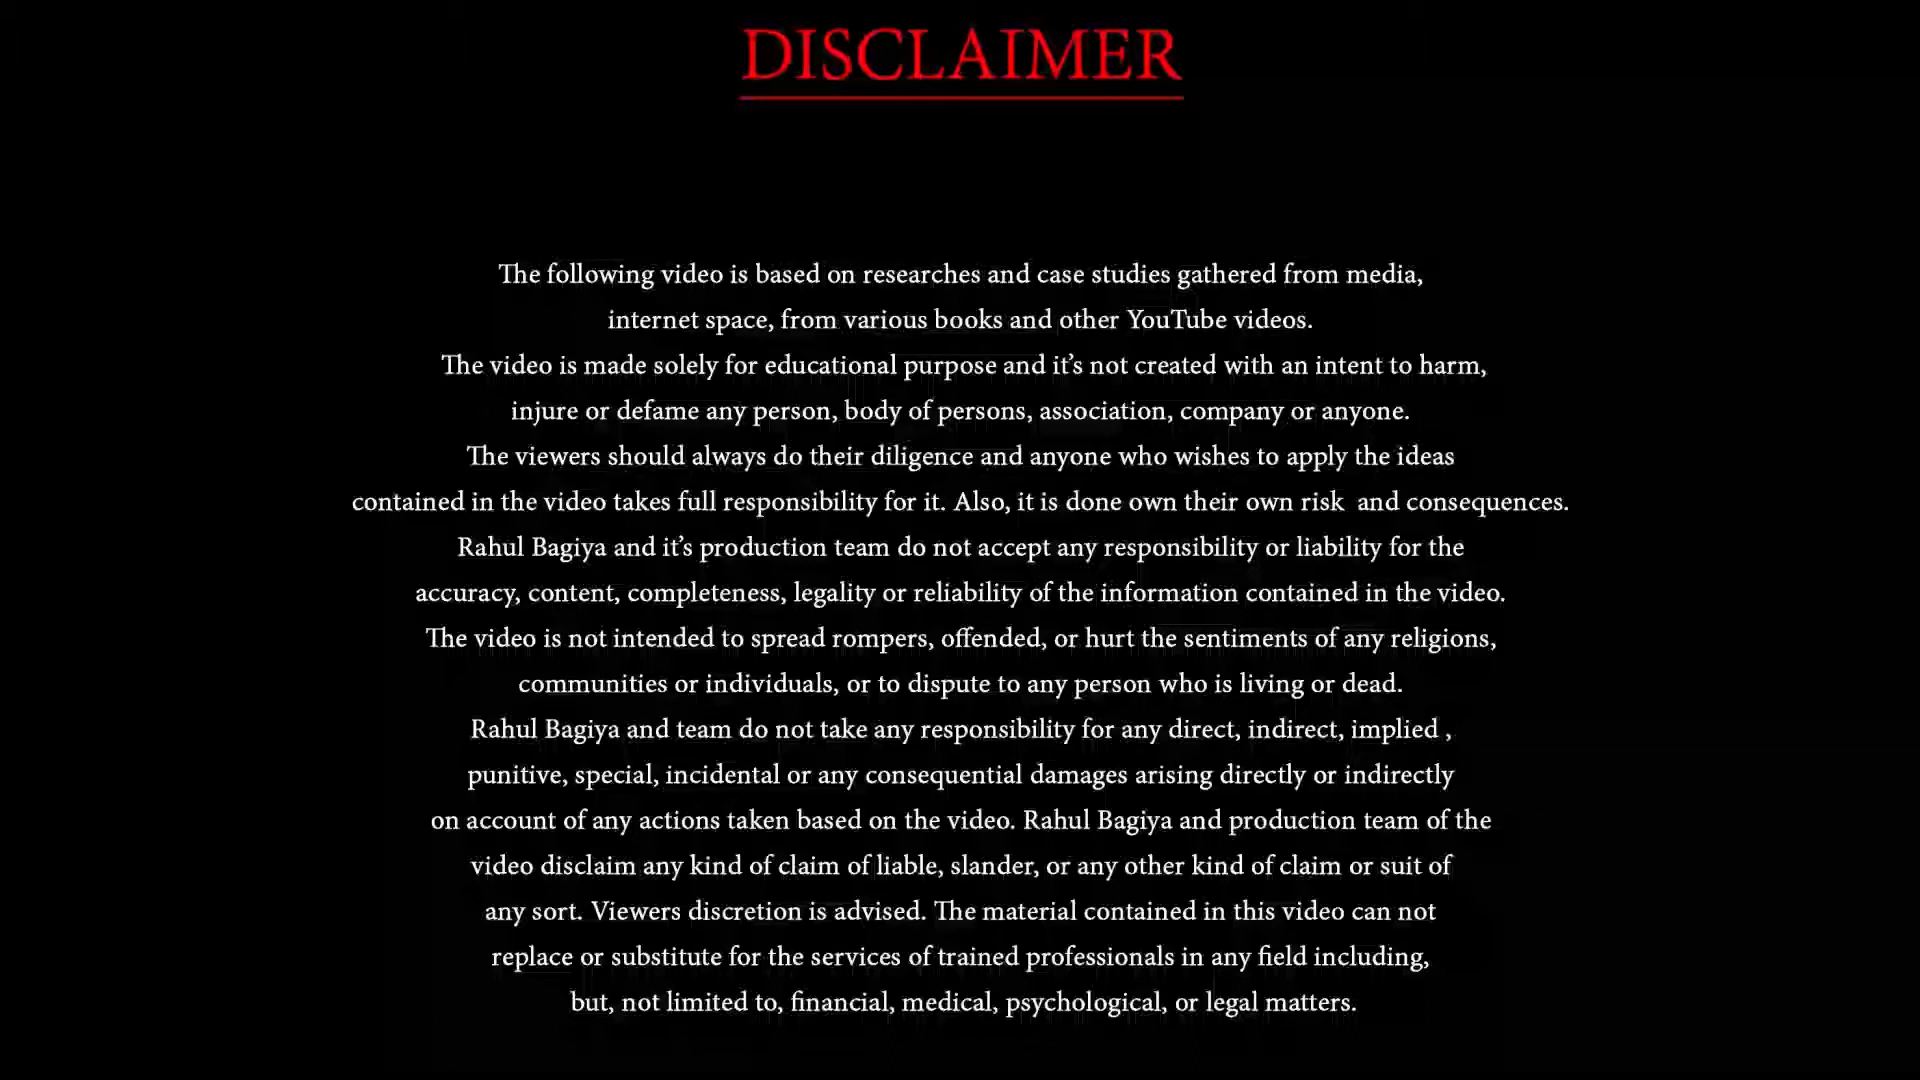 DISCLAIMER
The following video is based on researches and case studies gathered from media,
internet space, from various books and other YouTube videos.
The video is made solely for educational purpose and it’s not created with an intent to harm,
injure or defame any person, body of persons, association, company or anyone.
The viewers should always do their diligence and anyone who wishes to apply the ideas
contained in the video takes full responsibility for it. Also, it is done own their own risk  and consequences.
Rahul Bagiya and it’s production team do not accept any responsibility or liability for the
accuracy, content, completeness, legality or reliability of the information contained in the video.
The video is not intended to spread rompers, offended, or hurt the sentiments of any religions,
communities or individuals, or to dispute to any person who is living or dead.
Rahul Bagiya and team do not take any responsibility for any direct, indirect, implied ,
punitive, special, incidental or any consequential damages arising directly or indirectly
on account of any actions taken based on the video. Rahul Bagiya and production team of the
video disclaim any kind of claim of liable, slander, or any other kind of claim or suit of
any sort. Viewers discretion is advised. The material contained in this video can not
replace or substitute for the services of trained professionals in any field including,
but, not limited to, financial, medical, psychological, or legal matters.